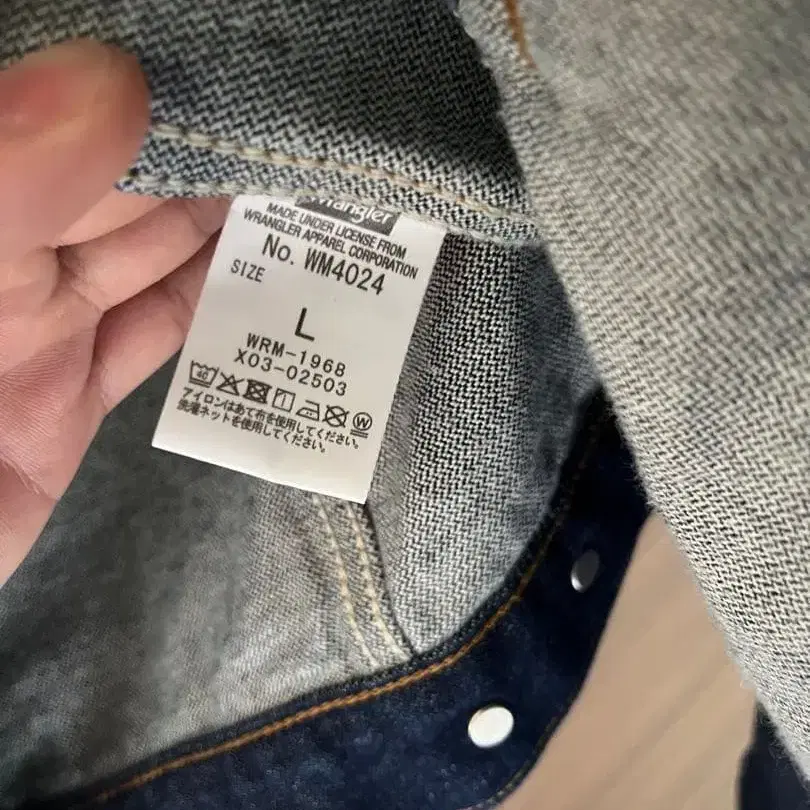 Wrangler
MADE UNDER LICENSE FROM
WRANGLER APPAREL CORPORATION
No. WM4024
SIZE
L
WRM-1968
X03-02503
40 W
アイロンはあて布を使用してください。
洗濯ネットを使用してください。